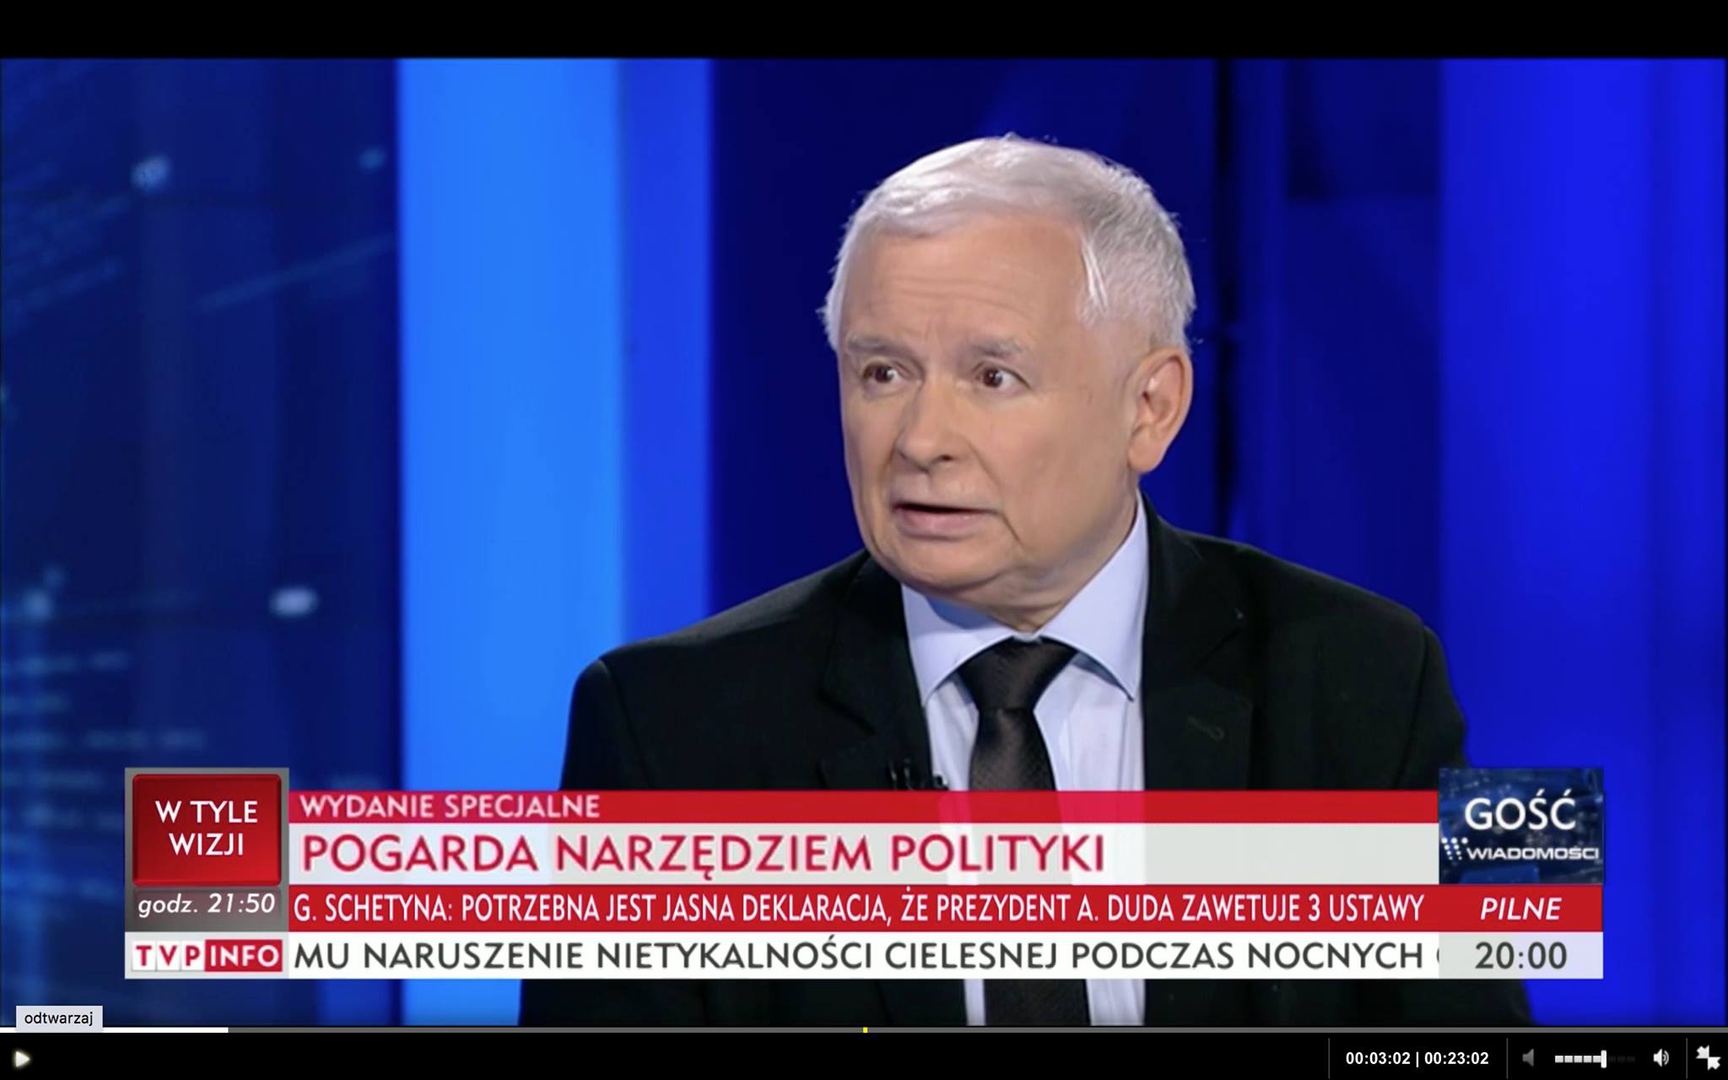 W TYLE
WIZJI
godz. 21:50
WYDANIE SPECJALNE
POGARDA NARZĘDZIEM POLITYKI
GOŚĆ
WIADOMOŚCI
G. SCHETYNA: POTRZEBNA JEST JASNA DEKLARACJA, ŻE PREZYDENT A. DUDA ZAWETUJE 3 USTAWY
PILNE
TVP INFO
MU NARUSZENIE NIETYKALNOŚCI CIELESNEJ PODCZAS NOCNYCH
20:00
odtwarzaj
00:03:02 | 00:23:02